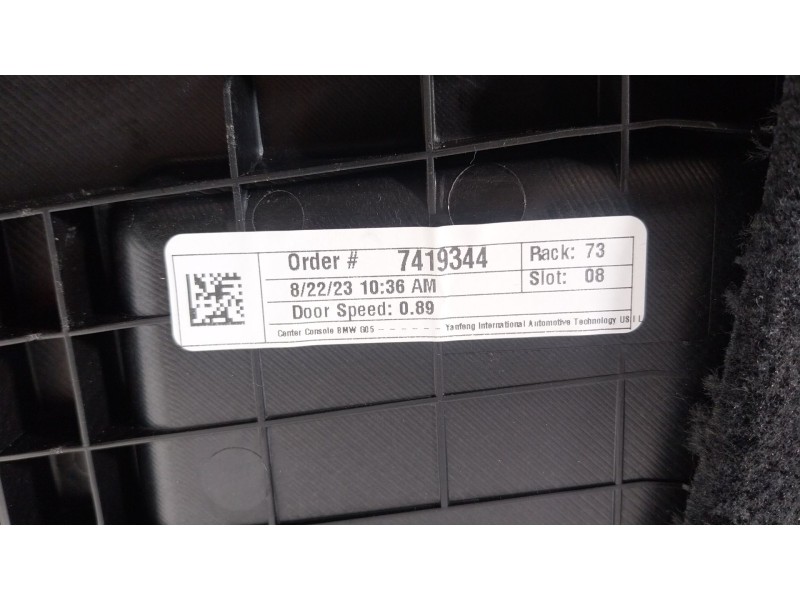 Order # 7419344 Rack: 73
8/22/23 10:36 AM Slot: 08
Door Speed: 0.89
Canter Console BMW G05 - - - - - - - Yanfeng International Automotive Technology US I L